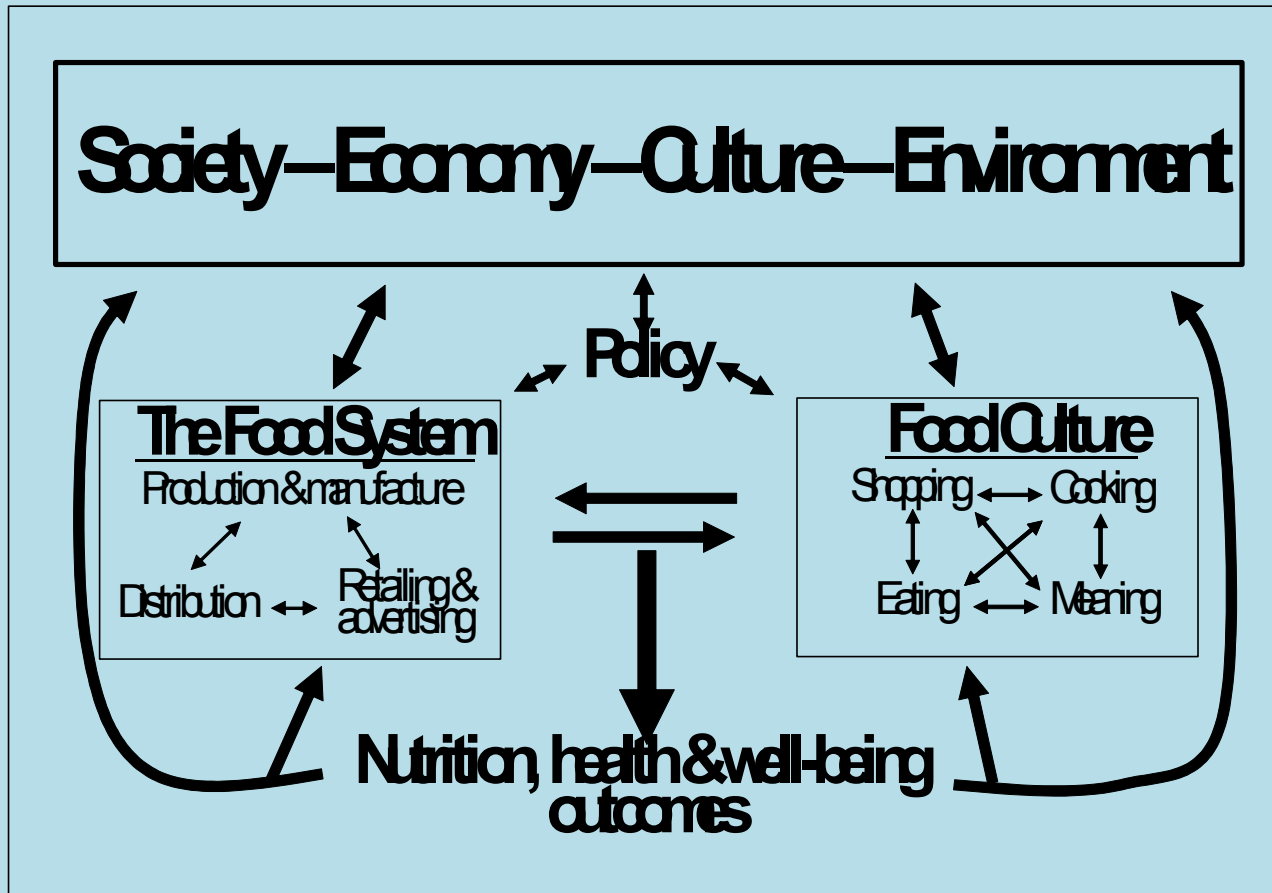 Society – Economy – Culture – Environment
Policy
The Food System
Production & manufacture
Distribution
Retailing &
advertising
Food Culture
Shopping
Cooking
Eating
Meaning
Nutrition, health & well-being
outcomes